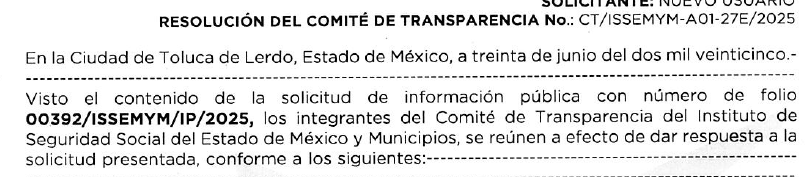 SOLICITANTE: NUEVO USUARIO
RESOLUCIÓN DEL COMITÉ DE TRANSPARENCIA No.: CT/ISSEMYM-A01-27E/2025
En la Ciudad de Toluca de Lerdo, Estado de México, a treinta de junio del dos mil veinticinco.-
Visto el contenido de la solicitud de información pública con número de folio
00392/ISSEMYM/IP/2025, los integrantes del Comité de Transparencia del Instituto de
Seguridad Social del Estado de México y Municipios, se reúnen a efecto de dar respuesta a la
solicitud presentada, conforme a los siguientes:-----------------------------------------------